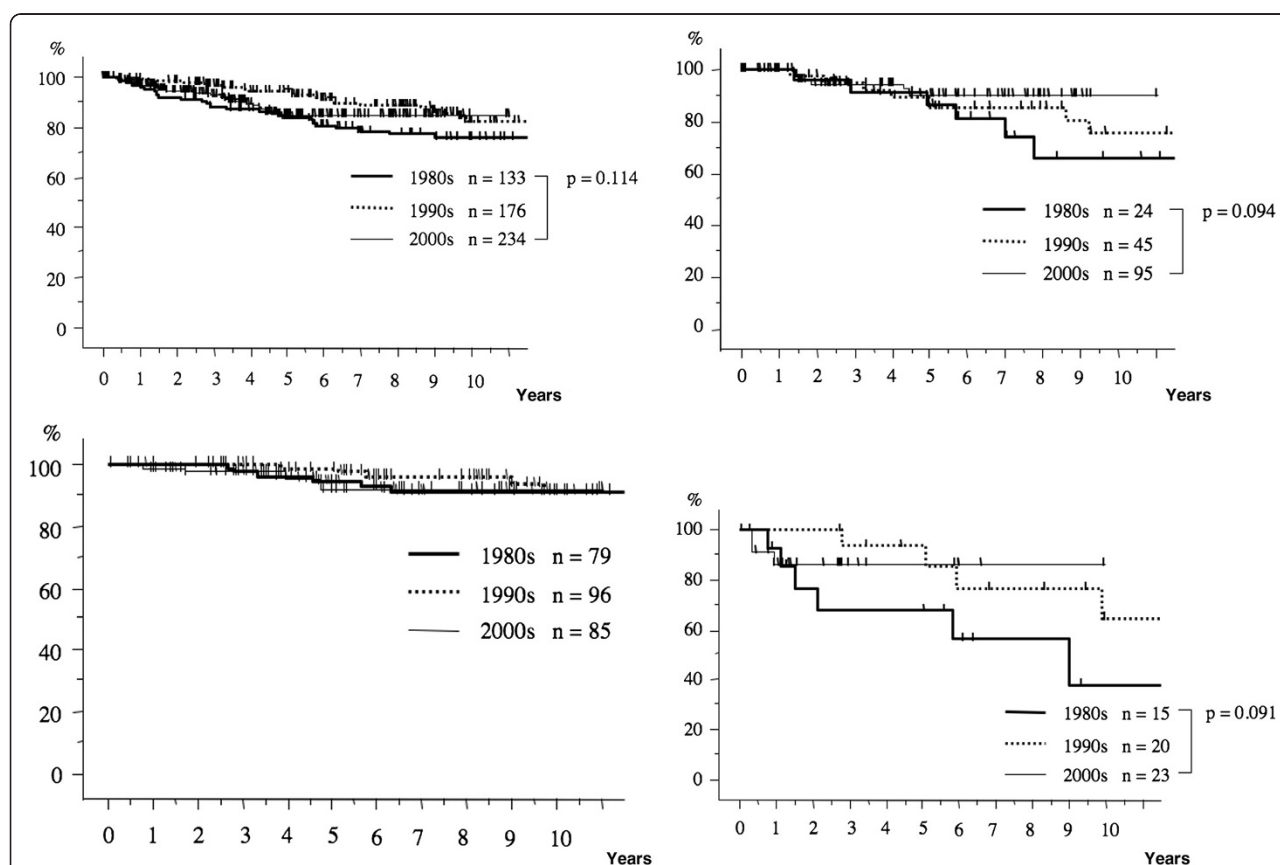 %
100
80
60
40
20
0
1980s n = 133
1990s n = 176
2000s n = 234
p = 0.114
0 1 2 3 4 5 6 7 8 9 10
Years
%
100
80
60
40
20
0
1980s n = 24
1990s n = 45
2000s n = 95
p = 0.094
0 1 2 3 4 5 6 7 8 9 10
Years
%
100
80
80
40
20
0
1980s n = 79
1990s n = 96
2000s n = 85
0 1 2 3 4 5 6 7 8 9 10
Years
%
100
80
60
40
80
0
1980s n = 15
1990s n = 20
2000s n = 23
p = 0.091
0 1 2 3 4 5 6 7 8 9 10
Years